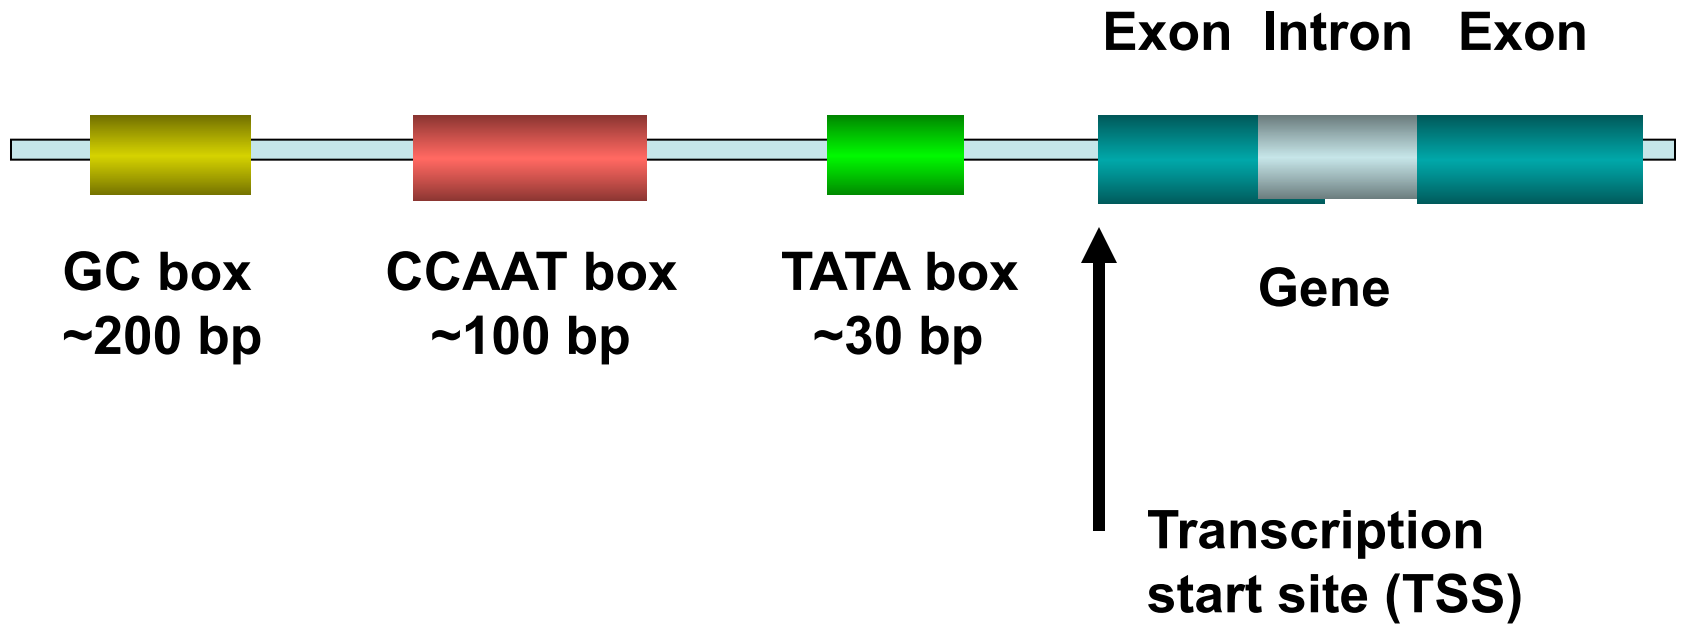 Exon Intron Exon
GC box
~200 bp
CCAAT box
~100 bp
TATA box
~30 bp
Gene
Transcription
start site (TSS)